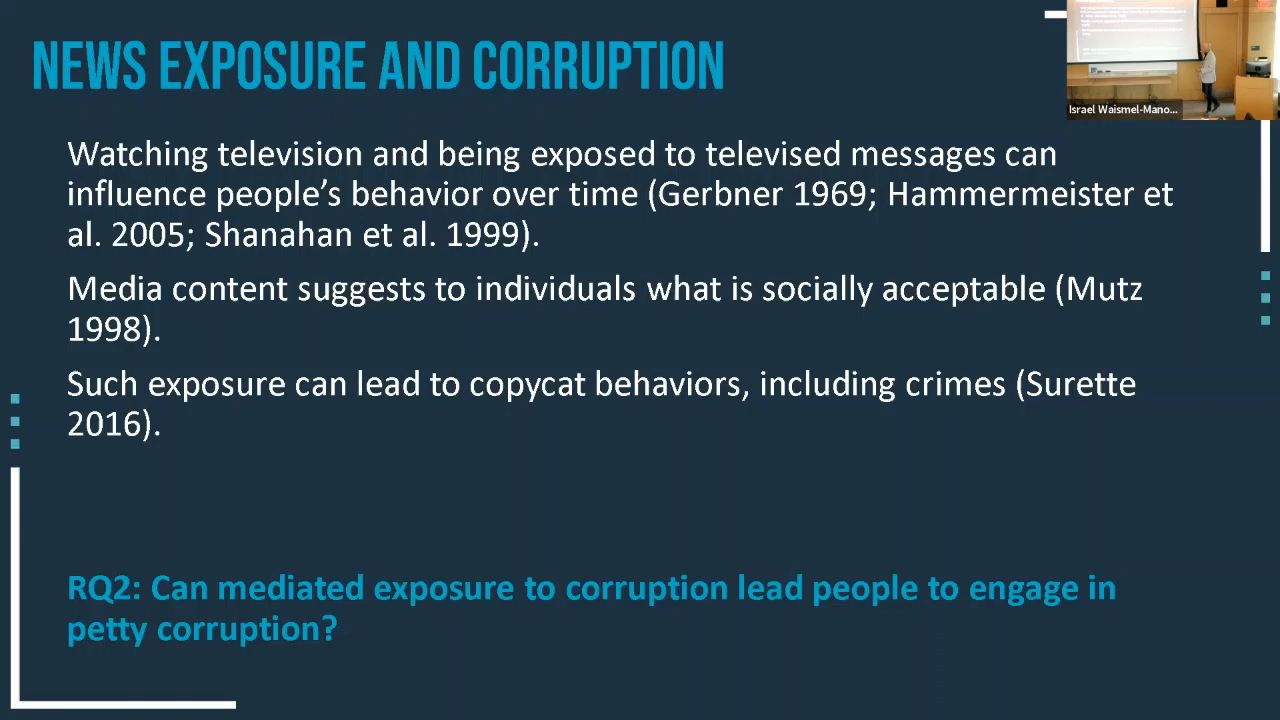 NEWS EXPOSURE AND CORRUPTION
Israel Waismel-Mano...
Watching television and being exposed to televised messages can
influence people’s behavior over time (Gerbner 1969; Hammermeister et
al. 2005; Shanahan et al. 1999).
Media content suggests to individuals what is socially acceptable (Mutz
1998).
Such exposure can lead to copycat behaviors, including crimes (Surette
2016).
RQ2: Can mediated exposure to corruption lead people to engage in
petty corruption?